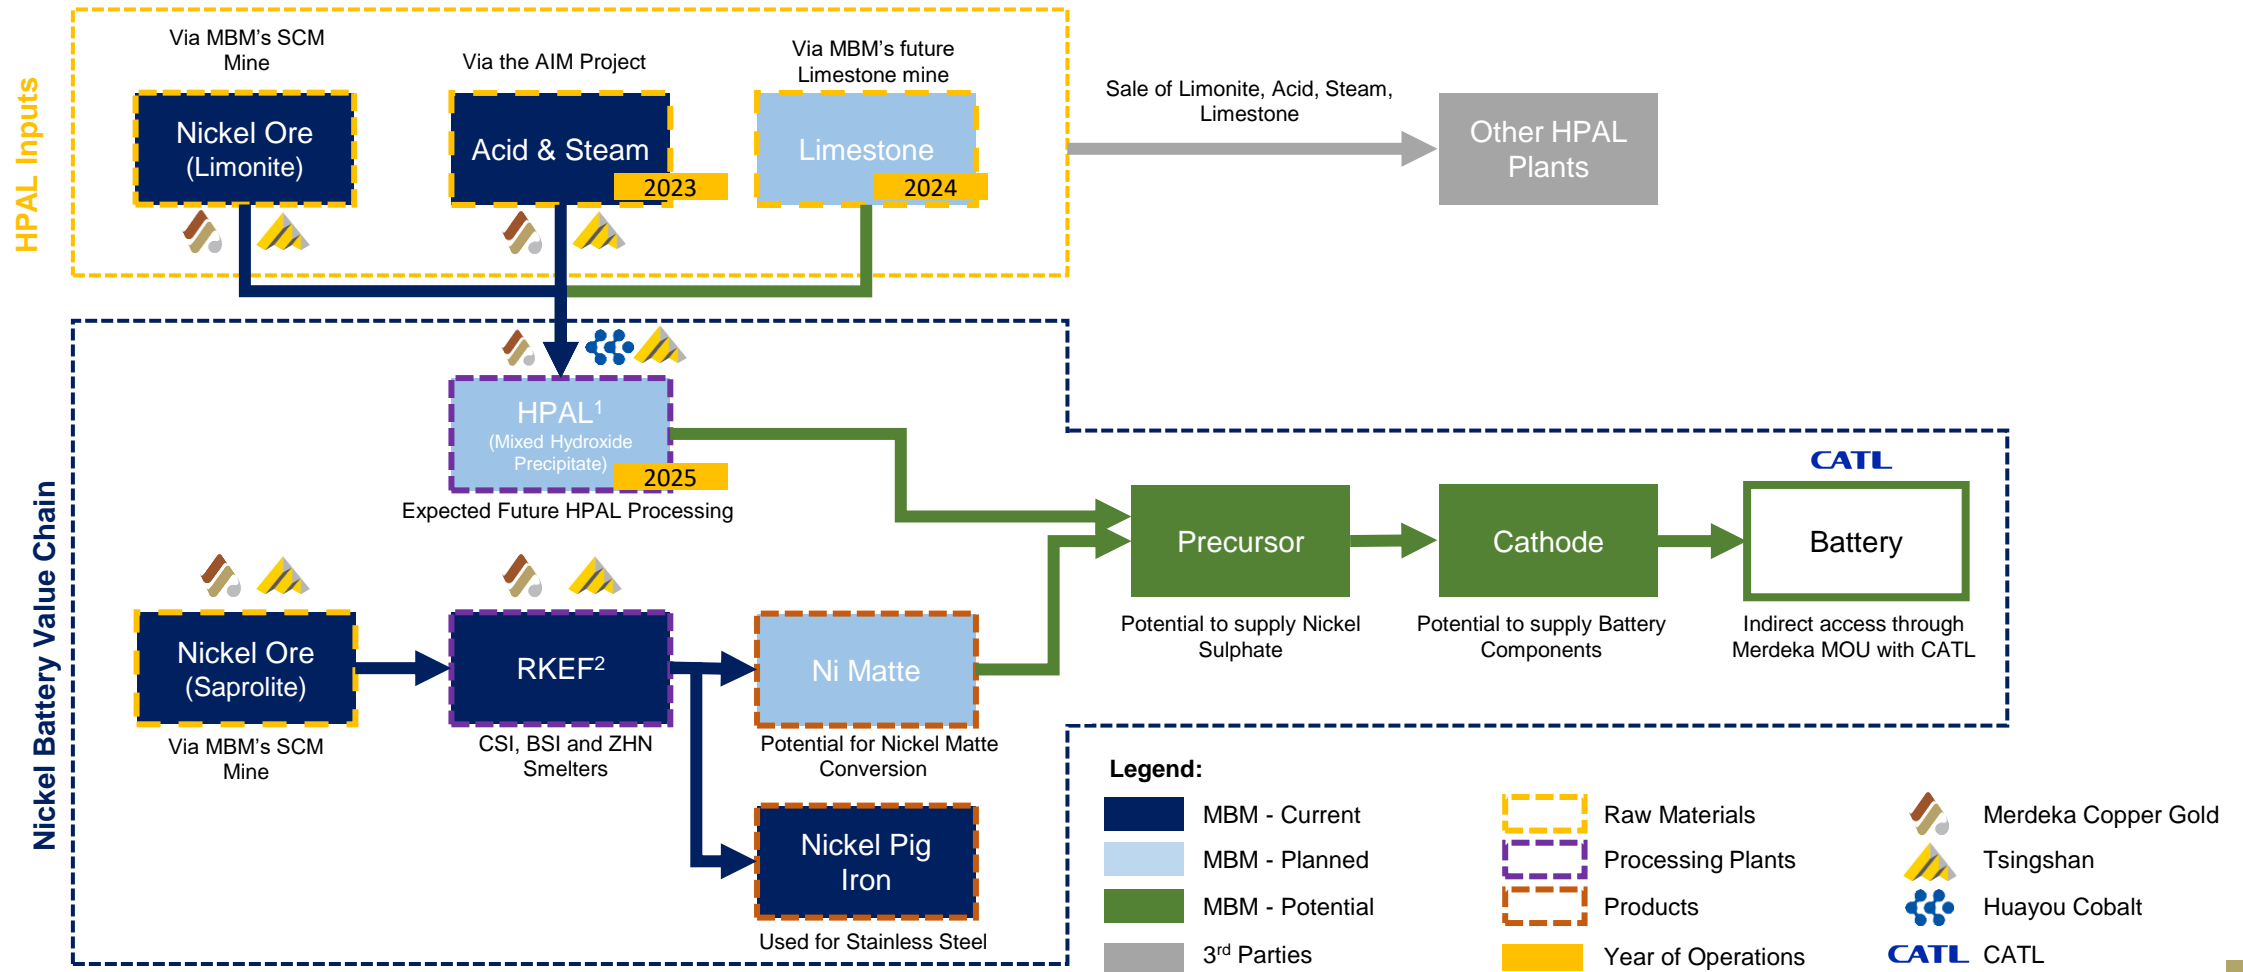 HPAL Inputs
Via MBM's SCM
Mine
Nickel Ore
(Limonite)
Via the AIM Project
Acid & Steam
2023
Via MBM's future
Limestone mine
Limestone
2024
Sale of Limonite, Acid, Steam,
Limestone
Other HPAL
Plants
Nickel Battery Value Chain
HPAL¹
(Mixed Hydroxide
Precipitate)
2025
Expected Future HPAL Processing
Nickel Ore
(Saprolite)
Via MBM's SCM
Mine
RKEF²
CSI, BSI and ZHN
Smelters
Ni Matte
Potential for Nickel Matte
Conversion
Nickel Pig
Iron
Used for Stainless Steel
Precursor
Potential to supply Nickel
Sulphate
Cathode
Potential to supply Battery
Components
CATL
Battery
Indirect access through
Merdeka MOU with CATL
Legend:
MBM - Current
MBM - Planned
MBM - Potential
3rd Parties
Raw Materials
Processing Plants
Products
Year of Operations
Merdeka Copper Gold
Tsingshan
Huayou Cobalt
CATL CATL